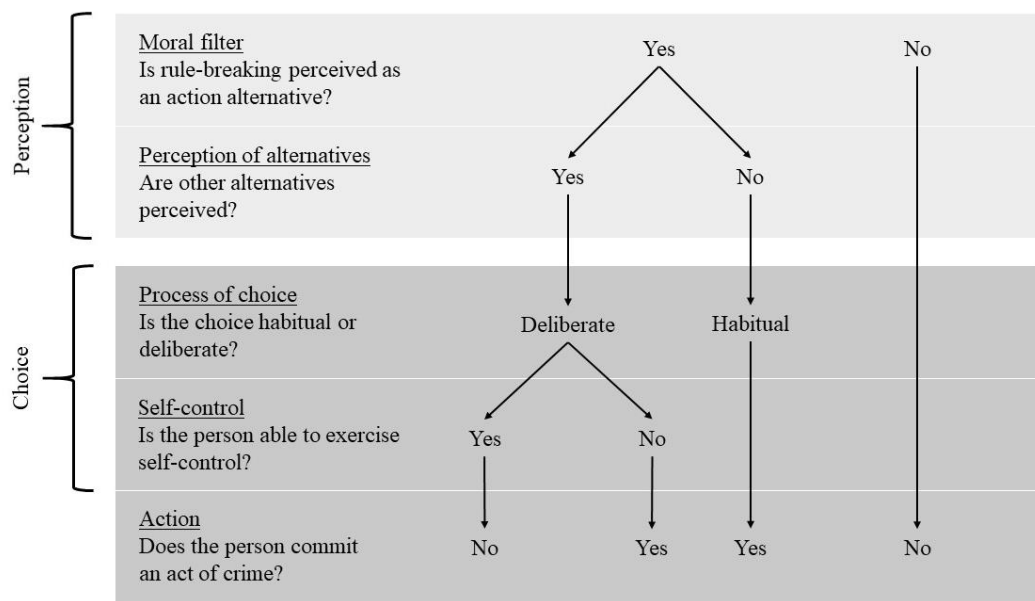 Perception
Moral filter
Is rule-breaking perceived as
an action alternative?
Yes
No
Perception of alternatives
Are other alternatives
perceived?
Yes
No
Choice
Process of choice
Is the choice habitual or
deliberate?
Deliberate
Habitual
Self-control
Is the person able to exercise
self-control?
Yes
No
Action
Does the person commit
an act of crime?
No
Yes
Yes
No